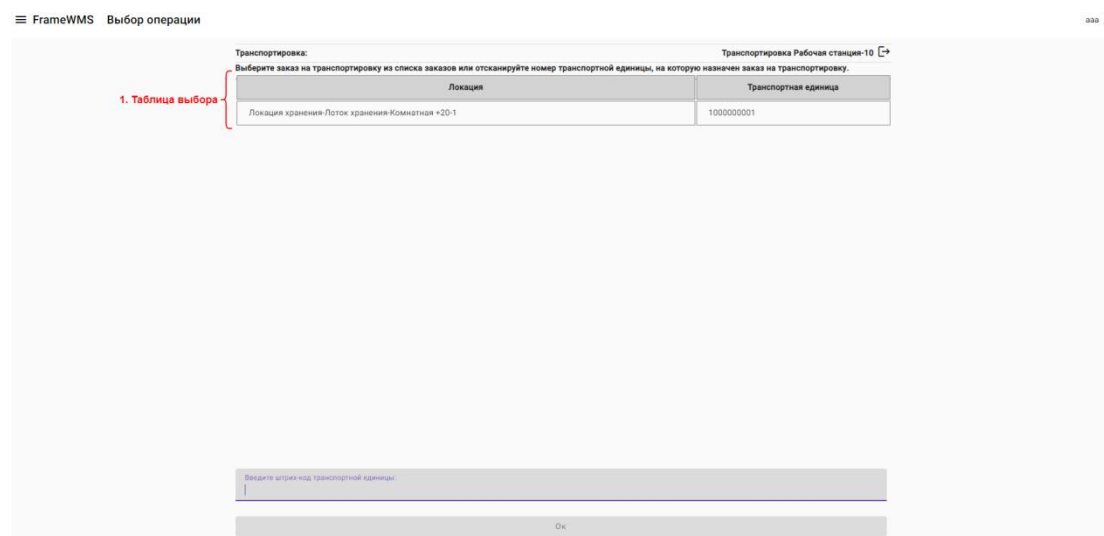 FrameWMS Выбор операции
ааа
Транспортировка:
Транспортировка Рабочая станция-10
Выберите заказ на транспортировку из списка заказов или отсканируйте номер транспортной единицы, на которую назначен заказ на транспортировку.
1. Таблица выбора
Локация
Транспортная единица
Локация хранения-Лоток хранения-Комнатная +20-1
1000000001
Введите штрих-код транспортной единицы:
Ок